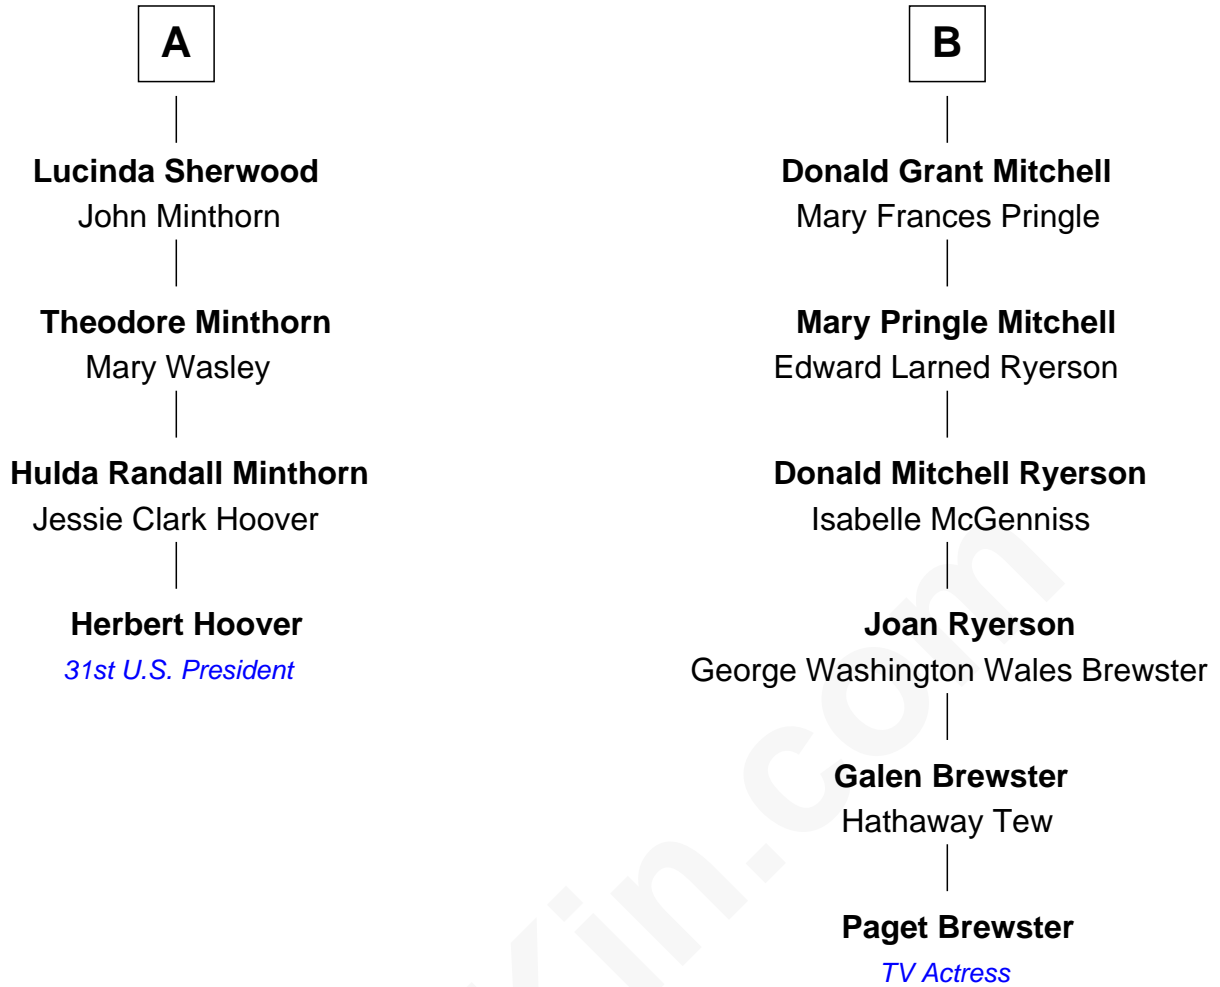 A
Lucinda Sherwood
John Minthorn
Theodore Minthorn
Mary Wasley
Hulda Randall Minthorn
Jessie Clark Hoover
Herbert Hoover
31st U.S. President
B
Donald Grant Mitchell
Mary Frances Pringle
Mary Pringle Mitchell
Edward Larned Ryerson
Donald Mitchell Ryerson
Isabelle McGenniss
Joan Ryerson
George Washington Wales Brewster
Galen Brewster
Hathaway Tew
Paget Brewster
TV Actress
Kin.com